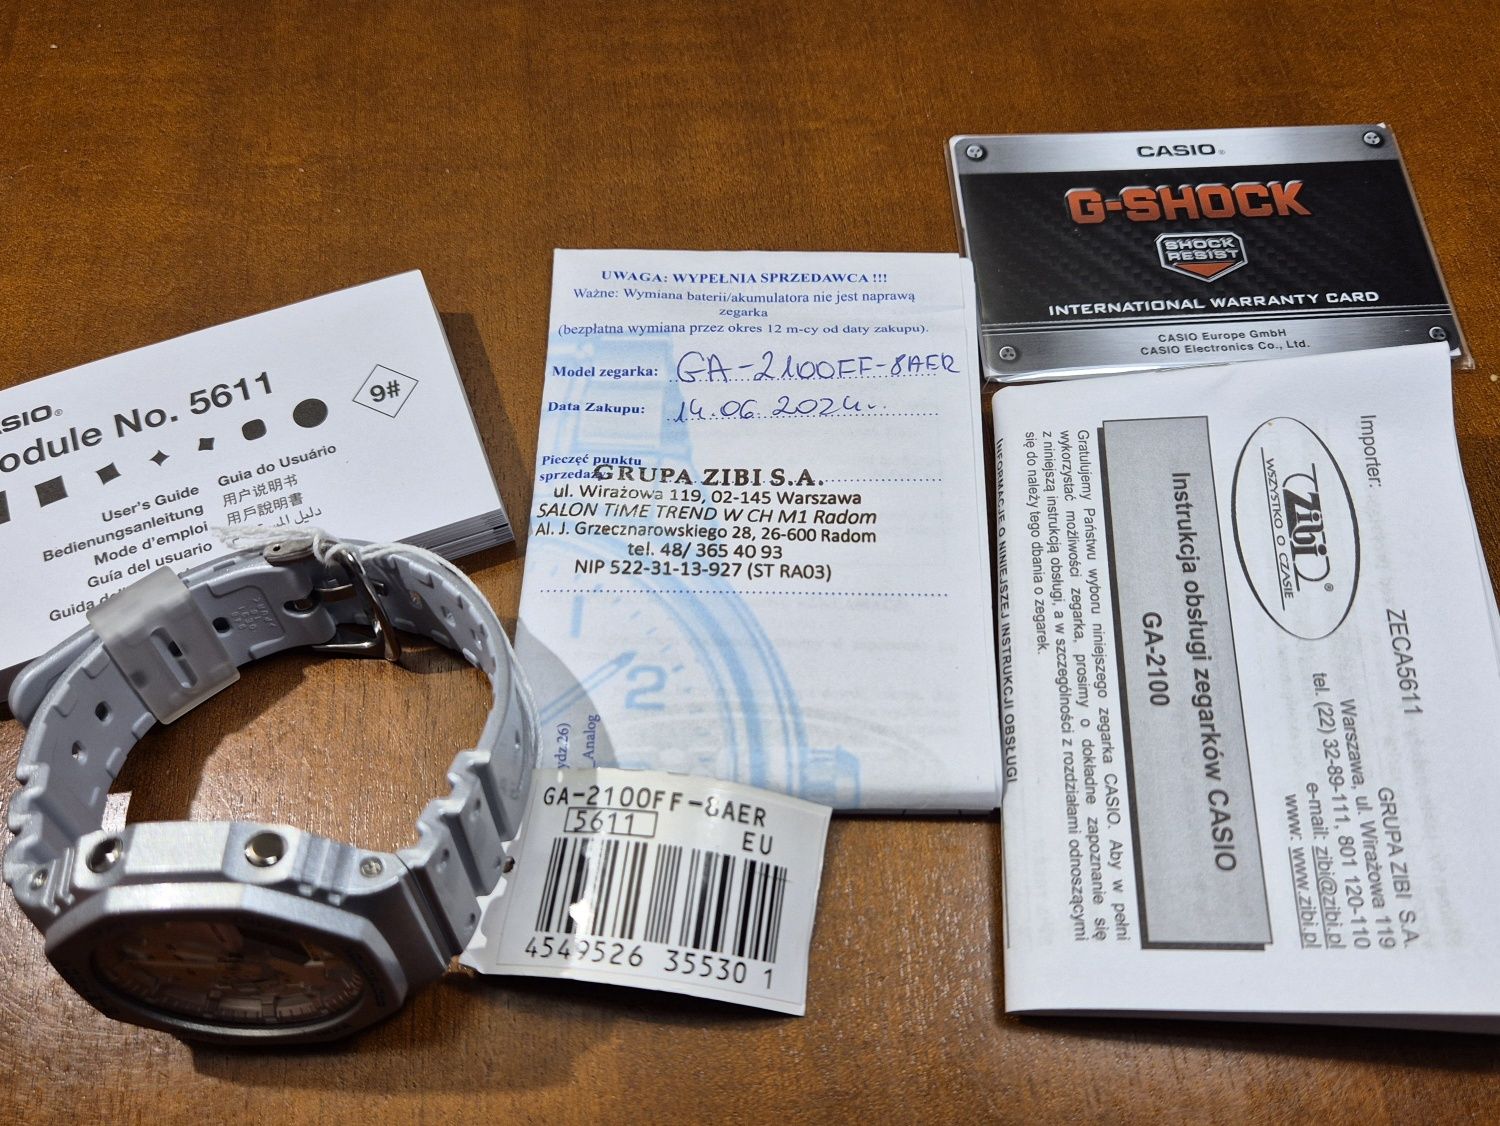 CASIO®
Module No. 5611
9#
User's Guide
Bedienungsanleitung
Mode d'emploi
Guía del usuario
Guia do Usuário
用户说明书
用戶說明書
UWAGA: WYPEŁNIA SPRZEDAWCA !!!
Ważne: Wymiana baterii/akumulatora nie jest naprawą
zegarka
(bezpłatna wymiana przez okres 12 m-cy od daty zakupu).
Model zegarka: GA-2100FF-8AER
Data Zakupu: 14.06.2024r.
Pieczęć punktu
sprzedaży:
GRUPA ZIBI S.A.
ul. Wirażowa 119, 02-145 Warszawa
SALON TIME TREND W CH M1 Radom
Al. J. Grzecznarowskiego 28, 26-600 Radom
tel. 48/ 365 40 93
NIP 522-31-13-927 (ST RA03)
_Analog
GA-2100FF-8AER
5611
EU
4549526 35530 1
CASIO®
G-SHOCK
SHOCK
RESIST
INTERNATIONAL WARRANTY CARD
CASIO Europe GmbH
CASIO Electronics Co., Ltd.
ZECA5611
Importer:
Zibi®
WSZYSTKO O CZASIE
GRUPA ZIBI S.A.
Warszawa, ul. Wirażowa 119
tel. (22) 32-89-111, 801 120-110
e-mail: zibi@zibi.pl
www. www.zibi.pl
Instrukcja obsługi zegarków CASIO
GA-2100
Gratulujemy Państwu wyboru niniejszego zegarka CASIO. Aby w pełni
wykorzystać możliwości zegarka, prosimy o dokładne zapoznanie się
z niniejszą instrukcją obsługi, a w szczególności z rozdziałami odnoszącymi
się do należy tego dbania o zegarek.
INFORMACJE O NINIEJSZEJ INSTRUKCJI OBSŁUGI